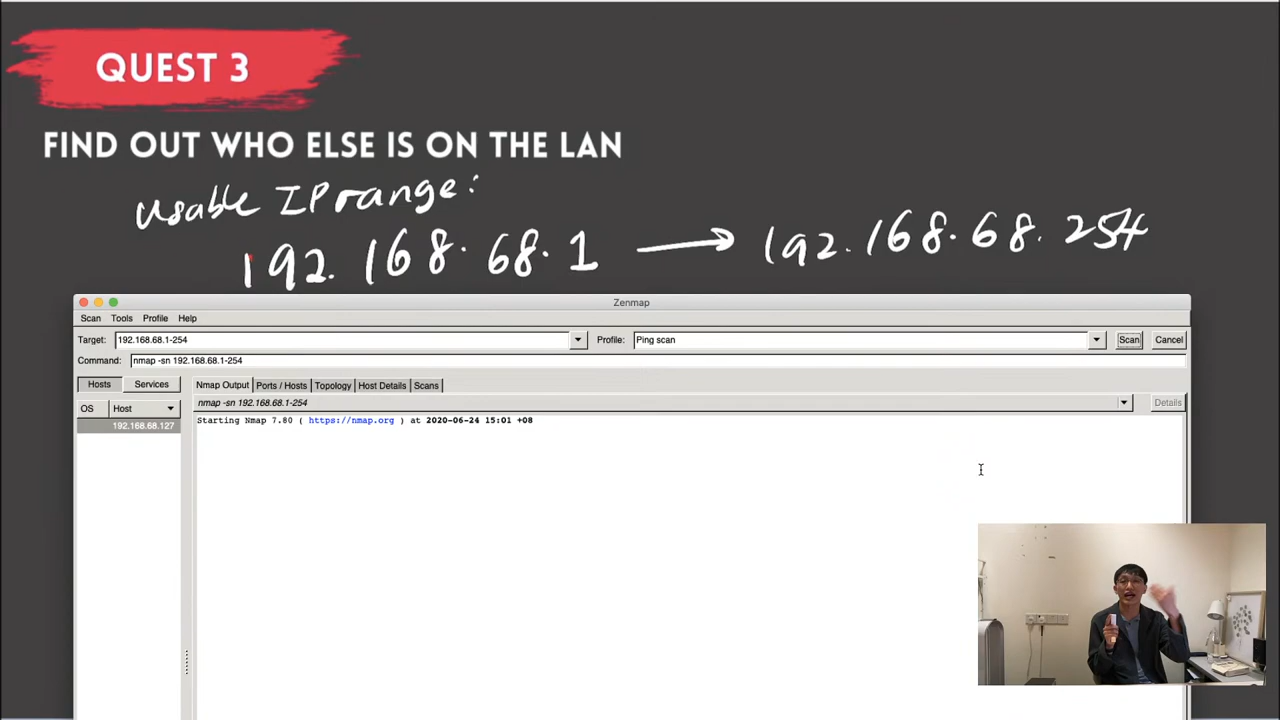 QUEST 3
FIND OUT WHO ELSE IS ON THE LAN
Usable IP range:
192.168.68.1 → 192.168.68.254
Zenmap
Scan Tools Profile Help
Target: 192.168.68.1-254 Profile: Ping scan Scan Cancel
Command: nmap -sn 192.168.68.1-254
Hosts Services Nmap Output Ports / Hosts Topology Host Details Scans
OS Host nmap -sn 192.168.68.1-254 Details
192.168.68.127 Starting Nmap 7.80 ( https://nmap.org ) at 2020-06-24 15:01 +08